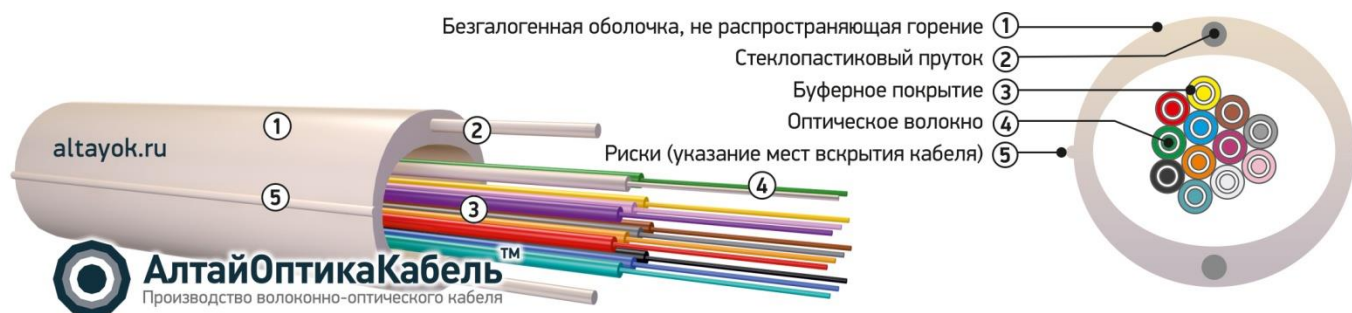 Безгалогенная оболочка, не распространяющая горение 1
Стеклопластиковый пруток 2
Буферное покрытие 3
Оптическое волокно 4
Риски (указание мест вскрытия кабеля) 5
1
2
altayok.ru
4
5
3
АлтайОптикаКабель™
Производство волоконно-оптического кабеля